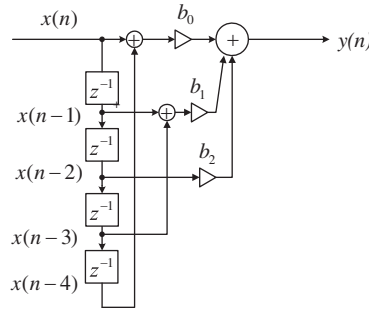 x(n)
b₀
y(n)
+
+
z⁻¹
b₁
x(n−1)
+
z⁻¹
b₂
x(n−2)
z⁻¹
x(n−3)
z⁻¹
x(n−4)